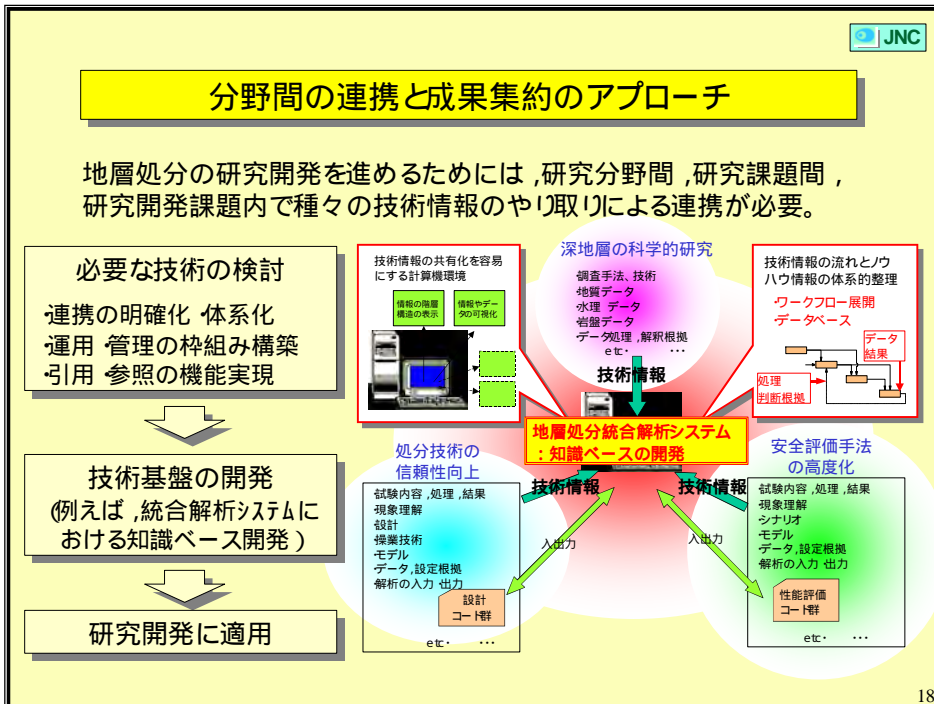 JNC
分野間の連携と成果集約のアプローチ
地層処分の研究開発を進めるためには,研究分野間,研究課題間,
研究開発課題内で種々の技術情報のやり取りによる連携が必要。
必要な技術の検討
・連携の明確化・体系化
・運用・管理の枠組み構築
・引用・参照の機能実現
技術基盤の開発
(例えば,統合解析システムに
おける知識ベース開発)
研究開発に適用
技術情報の共有化を容易
にする計算機環境
情報の階層
構造の表示
情報やデー
タの可視化
深地層の科学的研究
・調査手法、技術
・地質データ
・水理 データ
・岩盤データ
・データ処理,解釈根拠
etc・ ・・・
技術情報
技術情報の流れとノウ
ハウ情報の体系的整理
・ワークフロー展開
・データベース
データ
結果
処理
判断根拠
地層処分統合解析システム
:知識ベースの開発
処分技術の
信頼性向上
技術情報
・試験内容,処理,結果
・現象理解
・設計
・操業技術
・モデル
・データ,設定根拠
・解析の入力・出力
設計
コード群
etc・ ・・・
入出力
安全評価手法
の高度化
技術情報
・試験内容,処理,結果
・現象理解
・シナリオ
・モデル
・データ,設定根拠
・解析の入力・出力
性能評価
コード群
etc・ ・・・
入出力
18